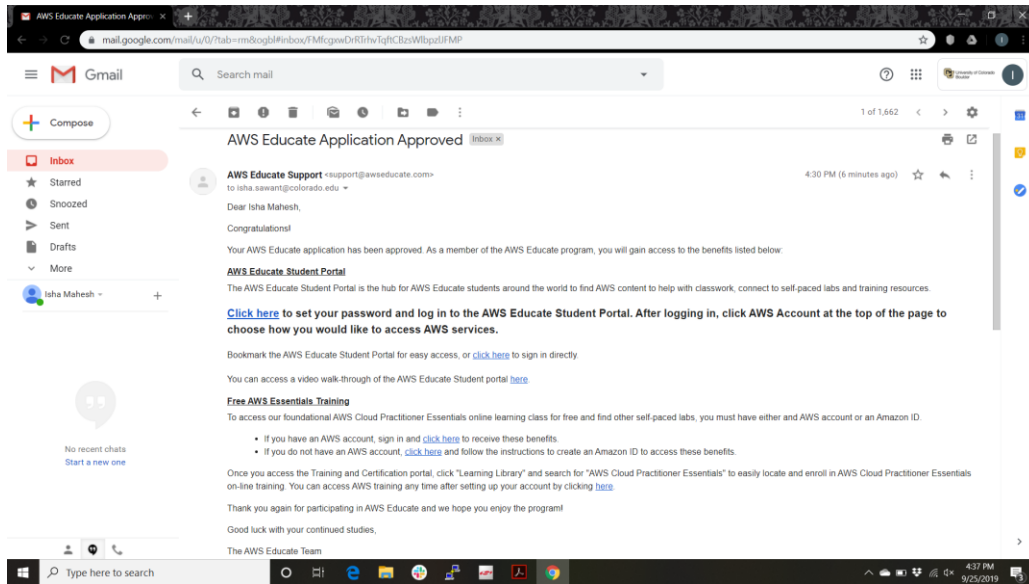 AWS Educate Application Approv
mail.google.com/mail/u/0/?tab=rm&ogbl#inbox/FMfcgxwDrRTrhvTqftCBzsWlbpzlJFMP
Gmail
Search mail
University of Colorado
Boulder
I
Compose
1 of 1,662
31
AWS Educate Application Approved Inbox x
Inbox
Starred
Snoozed
Sent
Drafts
More
Isha Mahesh
AWS Educate Support <support@awseducate.com>
4:30 PM (6 minutes ago)
to isha.sawant@colorado.edu
Dear Isha Mahesh,
Congratulations!
Your AWS Educate application has been approved. As a member of the AWS Educate program, you will gain access to the benefits listed below:
AWS Educate Student Portal
The AWS Educate Student Portal is the hub for AWS Educate students around the world to find AWS content to help with classwork, connect to self-paced labs and training resources.
Click here to set your password and log in to the AWS Educate Student Portal. After logging in, click AWS Account at the top of the page to
choose how you would like to access AWS services.
Bookmark the AWS Educate Student Portal for easy access, or click here to sign in directly.
You can access a video walk-through of the AWS Educate Student portal here.
Free AWS Essentials Training
To access our foundational AWS Cloud Practitioner Essentials online learning class for free and find other self-paced labs, you must have either and AWS account or an Amazon ID.
• If you have an AWS account, sign in and click here to receive these benefits.
• If you do not have an AWS account, click here and follow the instructions to create an Amazon ID to access these benefits.
Once you access the Training and Certification portal, click "Learning Library" and search for "AWS Cloud Practitioner Essentials" to easily locate and enroll in AWS Cloud Practitioner Essentials
on-line training. You can access AWS training any time after setting up your account by clicking here.
Thank you again for participating in AWS Educate and we hope you enjoy the program!
Good luck with your continued studies,
The AWS Educate Team
No recent chats
Start a new one
Type here to search
4:37 PM
9/25/2019